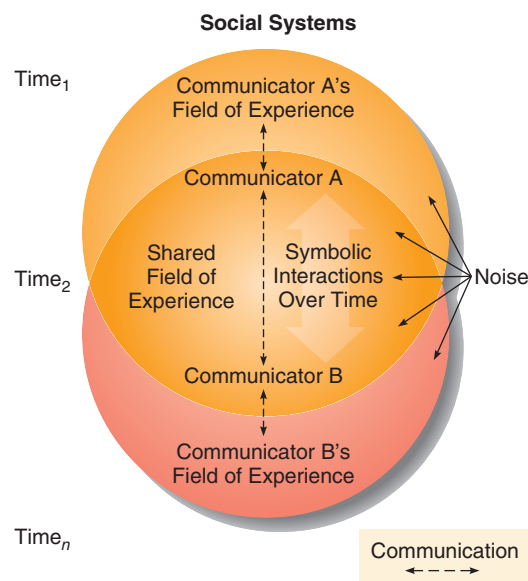 Social Systems
Time₁
Communicator A's
Field of Experience
Communicator A
Shared
Field of
Experience
Symbolic
Interactions
Over Time
Time₂
Noise
Communicator B
Communicator B's
Field of Experience
Timeₙ
Communication